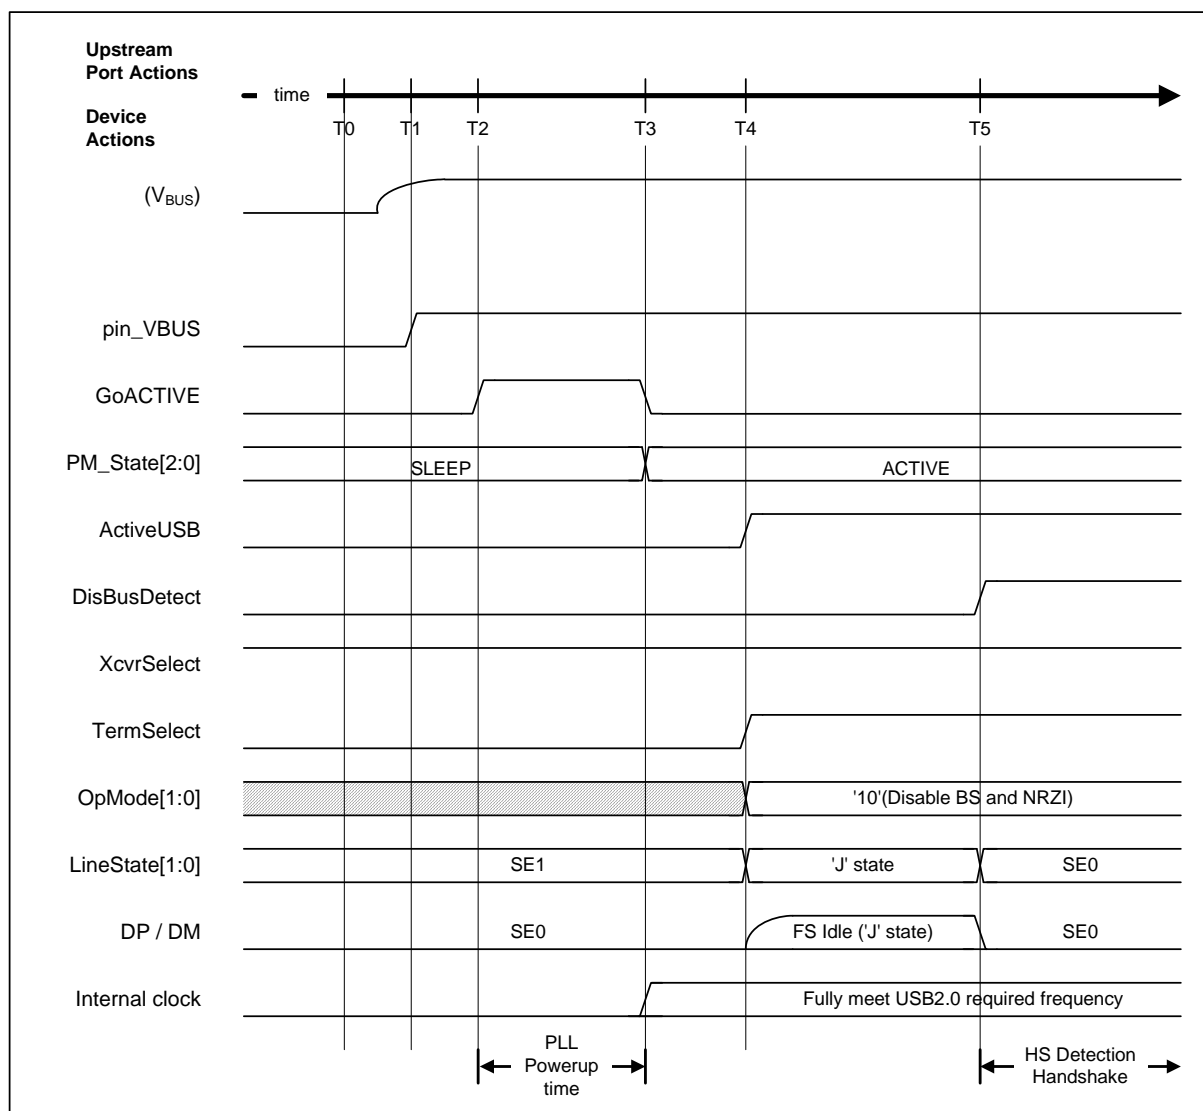 Upstream
Port Actions
time
Device
Actions
T0 T1 T2 T3 T4 T5
(VBUS)
pin_VBUS
GoACTIVE
PM_State[2:0] SLEEP ACTIVE
ActiveUSB
DisBusDetect
XcvrSelect
TermSelect
OpMode[1:0] '10'(Disable BS and NRZI)
LineState[1:0] SE1 'J' state SE0
DP / DM SE0 FS Idle ('J' state) SE0
Internal clock Fully meet USB2.0 required frequency
PLL
Powerup
time
HS Detection
Handshake